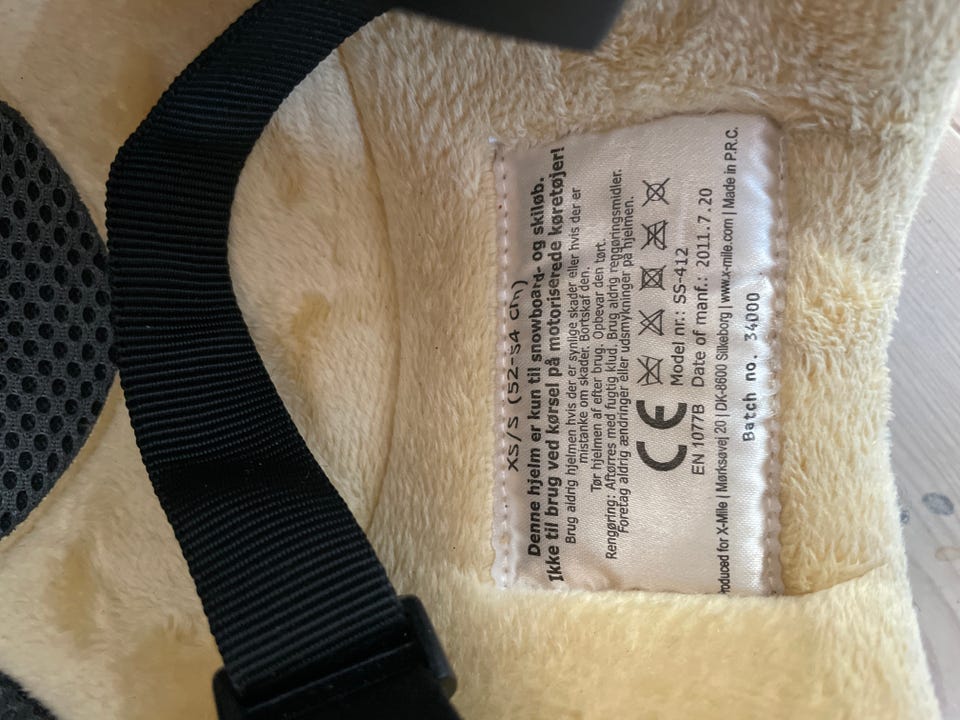 XS/S (52-54 cm)
Denne hjelm er kun til snowboard- og skiløb.
Ikke til brug ved kørsel på motoriserede køretøjer!
Brug aldrig hjelmen hvis der er synlige skader eller hvis der er
mistanke om skader. Bortskaf den.
Tør hjelmen af efter brug. Opbevar den tørt.
Rengøring: Aftørres med fugtig klud. Brug aldrig rengøringsmidler.
Foretag aldrig ændringer eller udsmykninger på hjelmen.
CE
Model nr.: SS-412
EN 1077B Date of manf.: 2011.7.20
Produced for X-Mile | Mørksøvej 20 | DK-8600 Silkeborg | www.x-mile.com | Made in P.R.C.
Batch no. 34000